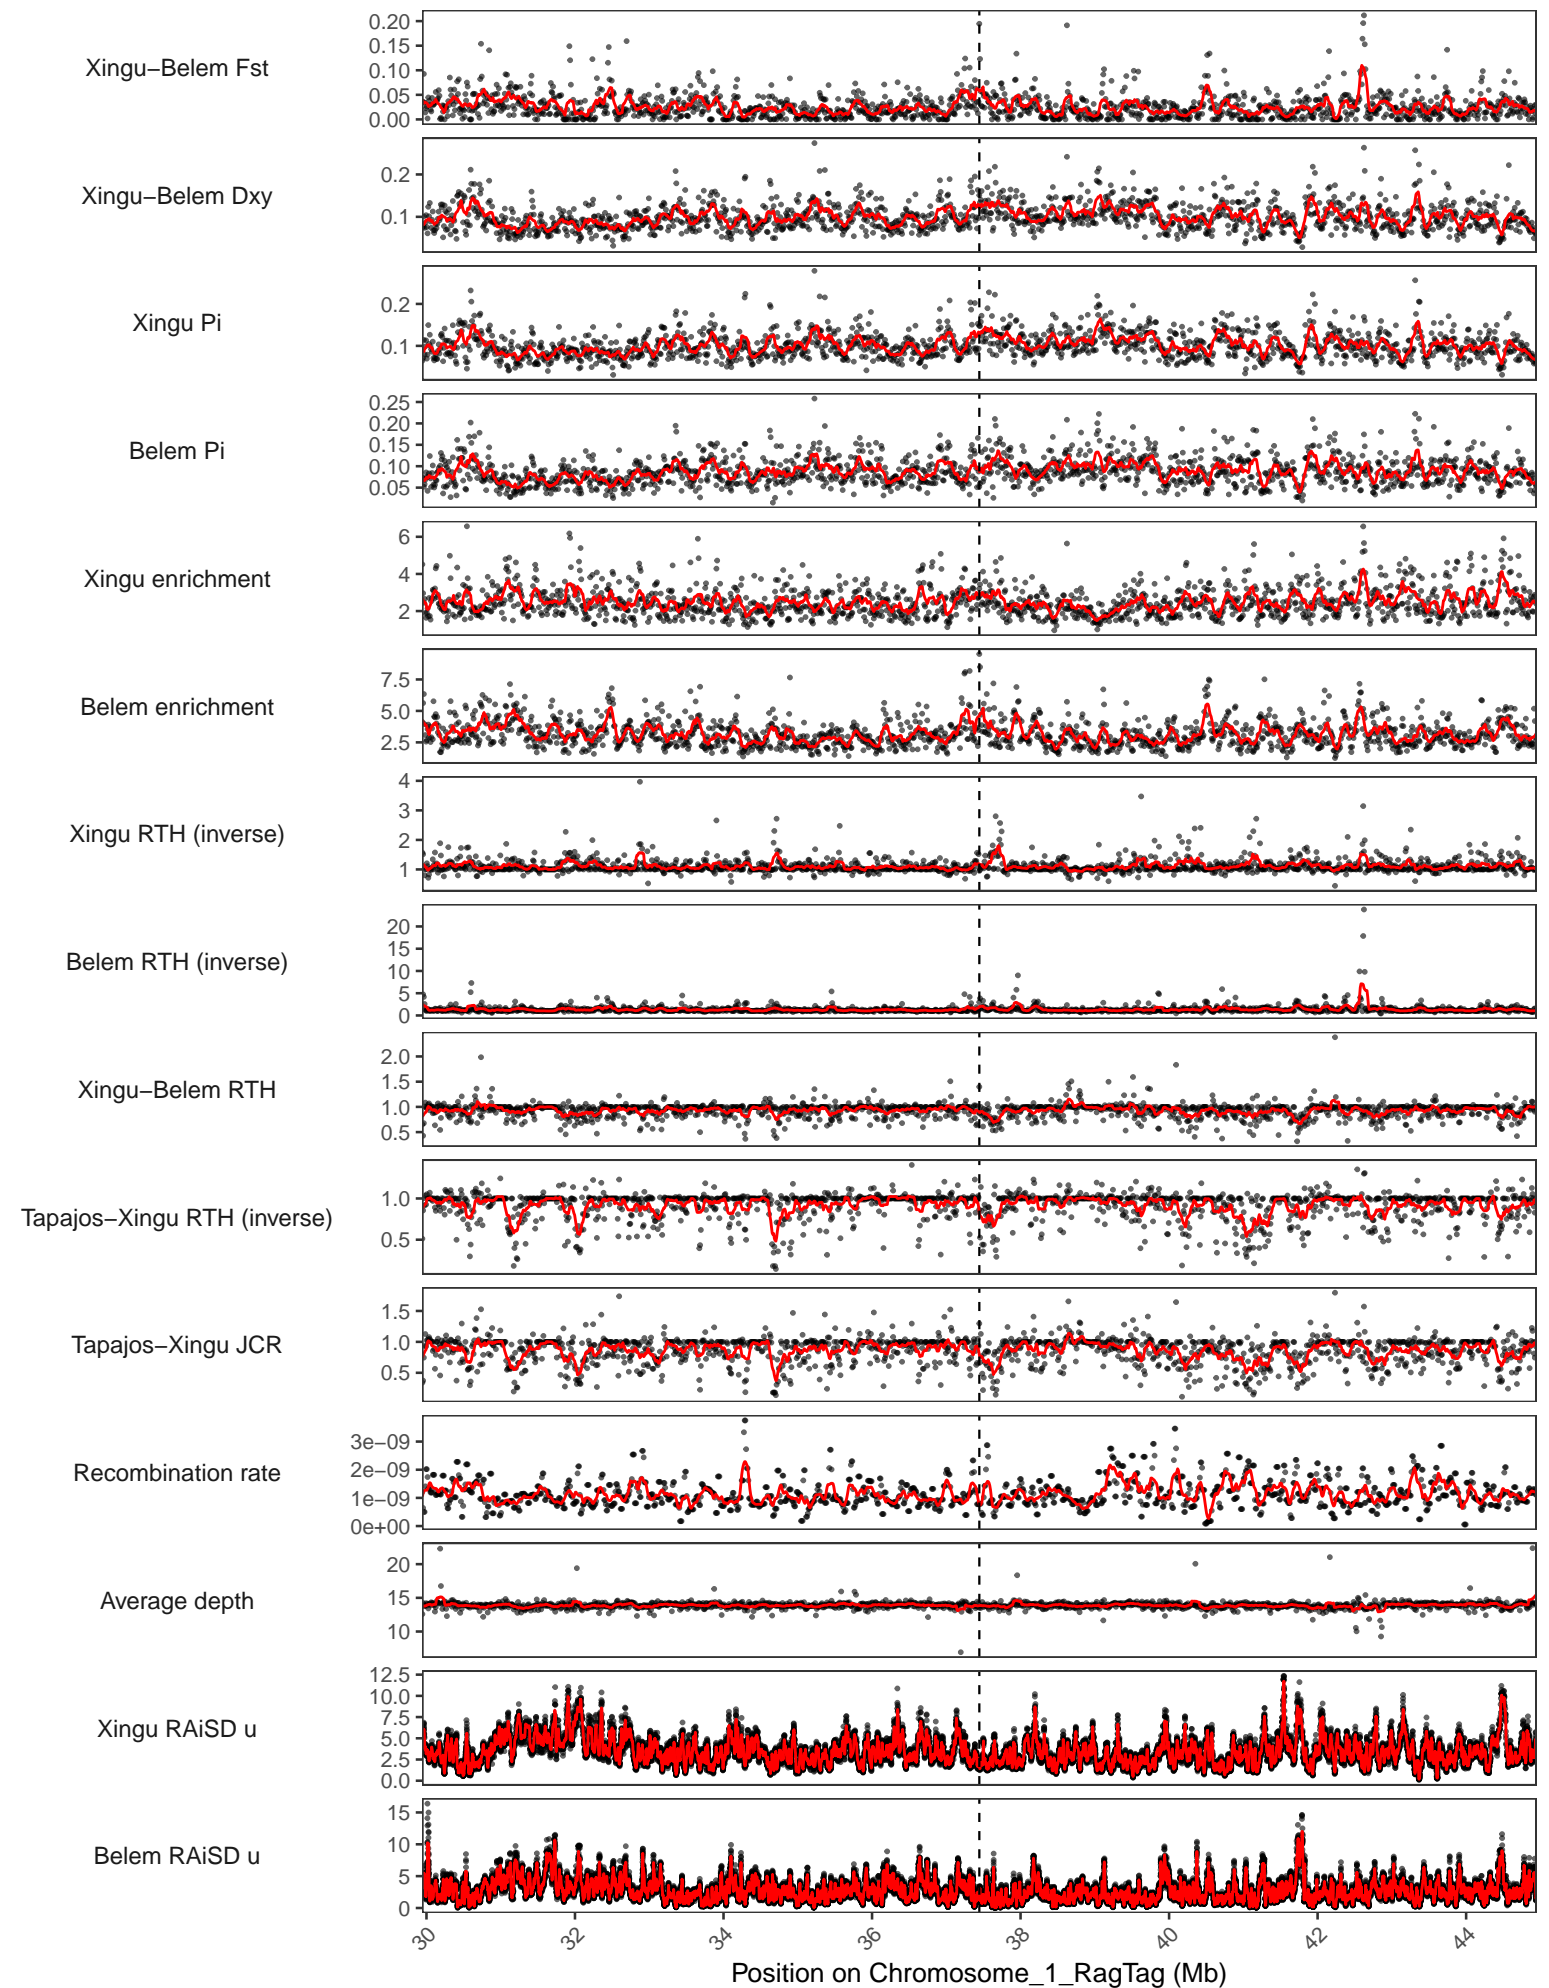 Xingu−Belem Fst
0.20
0.15
0.10
0.05
0.00
Xingu−Belem Dxy
0.2
0.1
Xingu Pi
0.2
0.1
Belem Pi
0.25
0.20
0.15
0.10
0.05
Xingu enrichment
6
4
2
Belem enrichment
7.5
5.0
2.5
Xingu RTH (inverse)
4
3
2
1
Belem RTH (inverse)
20
15
10
5
0
Xingu−Belem RTH
2.0
1.5
1.0
0.5
Tapajos−Xingu RTH (inverse)
1.0
0.5
Tapajos−Xingu JCR
1.5
1.0
0.5
Recombination rate
3e−09
2e−09
1e−09
0e+00
Average depth
20
15
10
Xingu RAiSD u
12.5
10.0
7.5
5.0
2.5
0.0
Belem RAiSD u
15
10
5
0
30 32 34 36 38 40 42 44
Position on Chromosome_1_RagTag (Mb)